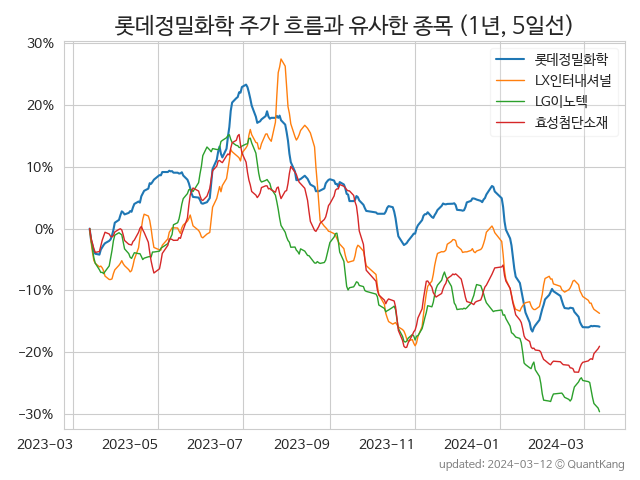 롯데정밀화학 주가 흐름과 유사한 종목 (1년, 5일선)
롯데정밀화학
LX인터내셔널
LG이노텍
효성첨단소재
30%
20%
10%
0%
−10%
−20%
−30%
2023-03 2023-05 2023-07 2023-09 2023-11 2024-01 2024-03
updated: 2024-03-12 © QuantKang